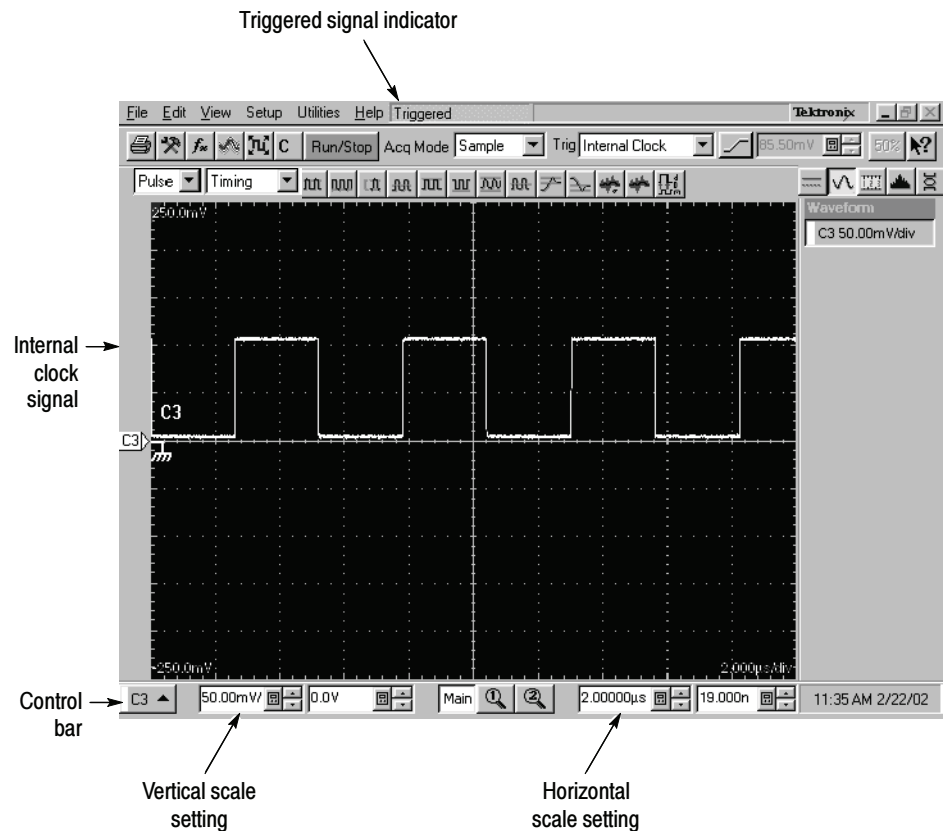 Triggered signal indicator
File Edit View Setup Utilities Help Triggered Tektronix
C Run/Stop Acq Mode Sample Trig Internal Clock 85.50mV 50%
Pulse Timing
250.0mV
Waveform
C3 50.00mV/div
Internal
clock
signal
C3
C3
-250.0mV 2.000µs/div
Control
bar
C3 50.00mV/ 0.0V Main 1 2 2.00000µs 19.000n 11:35 AM 2/22/02
Vertical scale
setting
Horizontal
scale setting